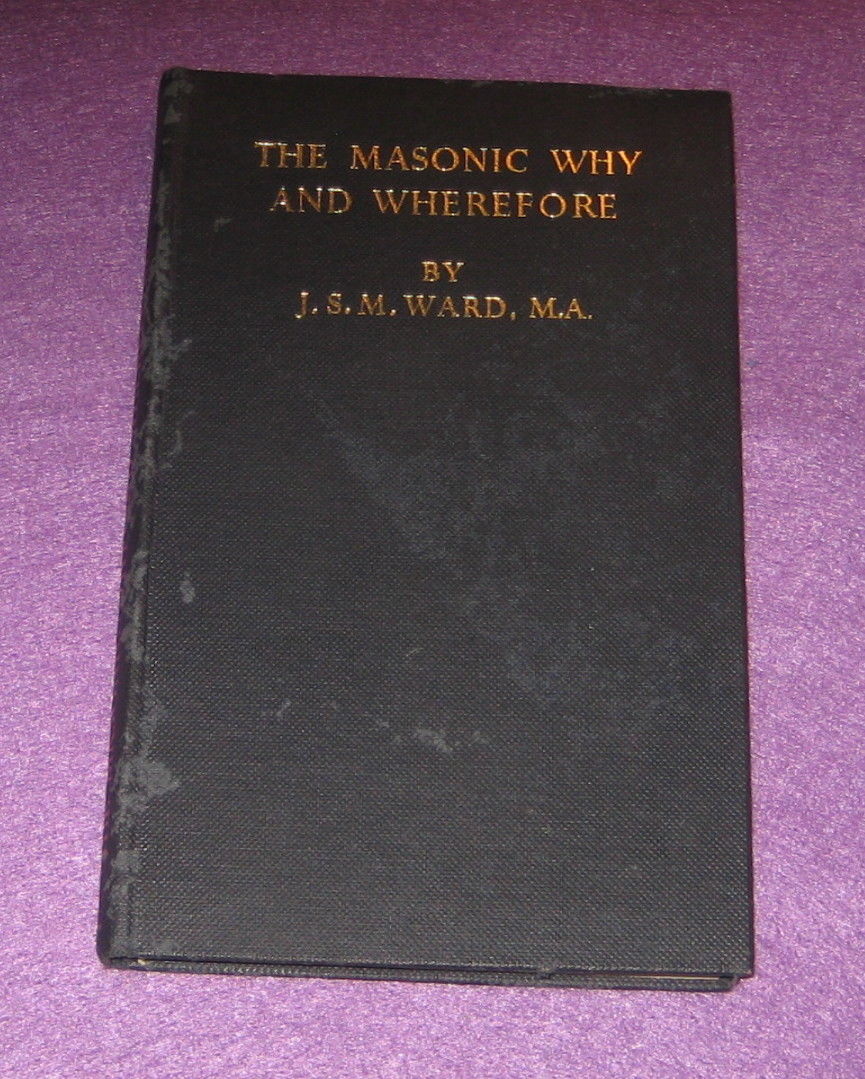 THE MASONIC WHY
AND WHEREFORE
BY
J. S. M. WARD, M.A.